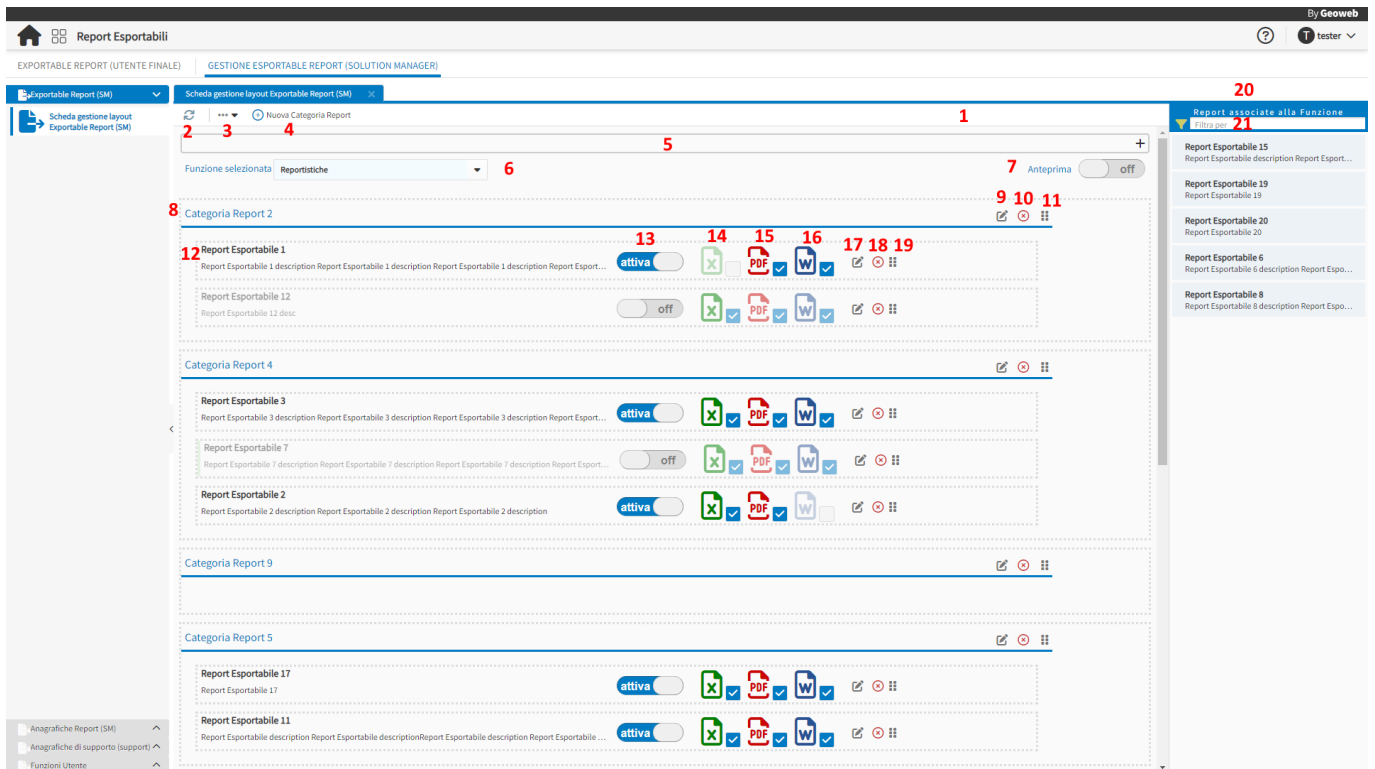 By Geoweb
Report Esportabili
? T tester
EXPORTABLE REPORT (UTENTE FINALE) GESTIONE ESPORTABLE REPORT (SOLUTION MANAGER)
Exportable Report (SM)
Scheda gestione layout
Exportable Report (SM)
Scheda gestione layout Exportable Report (SM)
Nuova Categoria Report
1
2 3 4
5
Funzione selezionata Reportistiche 6
7 Anteprima off
8 Categoria Report 2 9 10 11
12 Report Esportabile 1
Report Esportabile 1 description Report Esportabile 1 description Report Esportabile 1 description Report Esport...
13 14 15 16 17 18 19
attiva X PDF W
Report Esportabile 12
Report Esportabile 12 desc
off X PDF W
Categoria Report 4
Report Esportabile 3
Report Esportabile 3 description Report Esportabile 3 description Report Esportabile 3 description Report Esport...
attiva X PDF W
Report Esportabile 7
Report Esportabile 7 description Report Esportabile 7 description Report Esportabile 7 description Report Esport...
off X PDF W
Report Esportabile 2
Report Esportabile 2 description Report Esportabile 2 description Report Esportabile 2 description
attiva X PDF W
Categoria Report 9
Categoria Report 5
Report Esportabile 17
Report Esportabile 17
attiva X PDF W
Report Esportabile 11
Report Esportabile description Report Esportabile descriptionReport Esportabile description Report Esportabile ...
attiva X PDF W
20
Report associate alla Funzione
Filtra per 21
Report Esportabile 15
Report Esportabile description Report Esport...
Report Esportabile 19
Report Esportabile 19
Report Esportabile 20
Report Esportabile 20
Report Esportabile 6
Report Esportabile 6 description Report Espo...
Report Esportabile 8
Report Esportabile 8 description Report Espo...
Anagrafiche Report (SM)
Anagrafiche di supporto (support)
Funzioni Utente